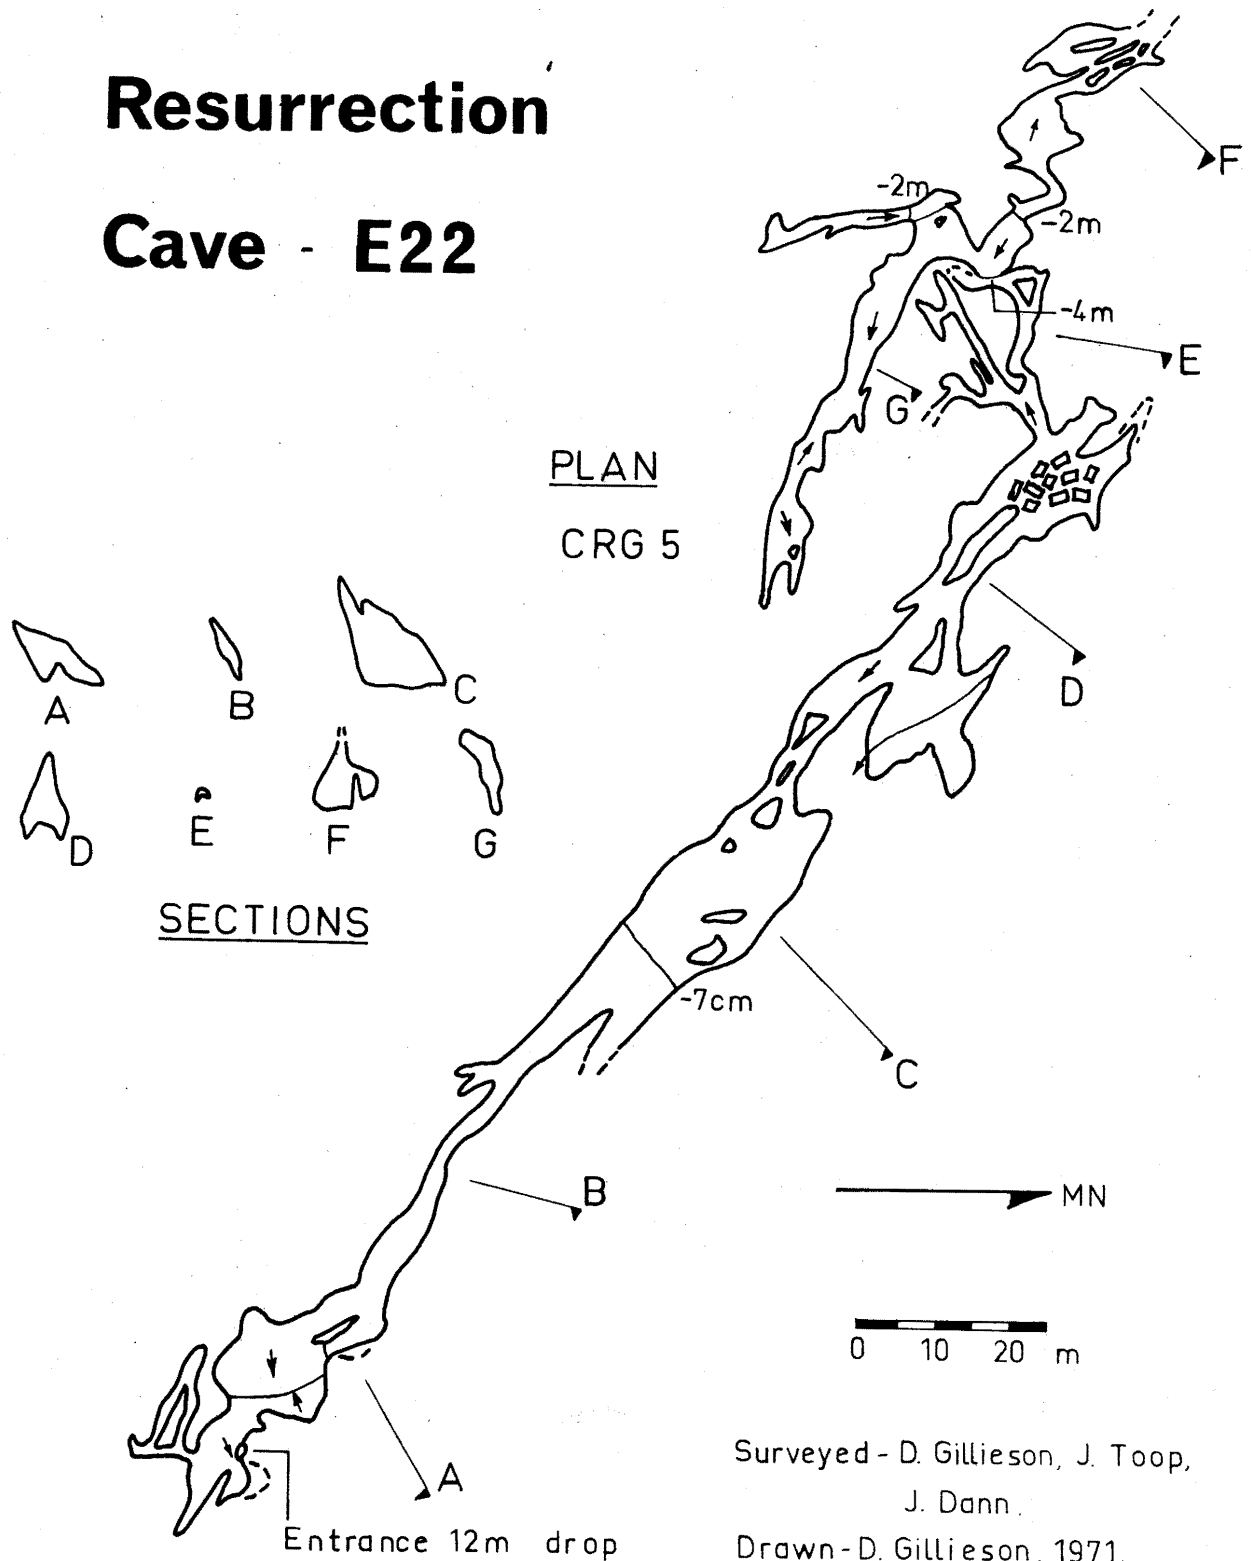 Resurrection
Cave - E22
F
-2m
-2m
-4m
E
G
PLAN
CRG 5
A
B
C
D
D
E
F
G
SECTIONS
-7cm
C
B
MN
0 10 20 m
A
Entrance 12m drop
Surveyed - D. Gillieson, J. Toop,
J. Dann.
Drawn - D. Gillieson, 1971.